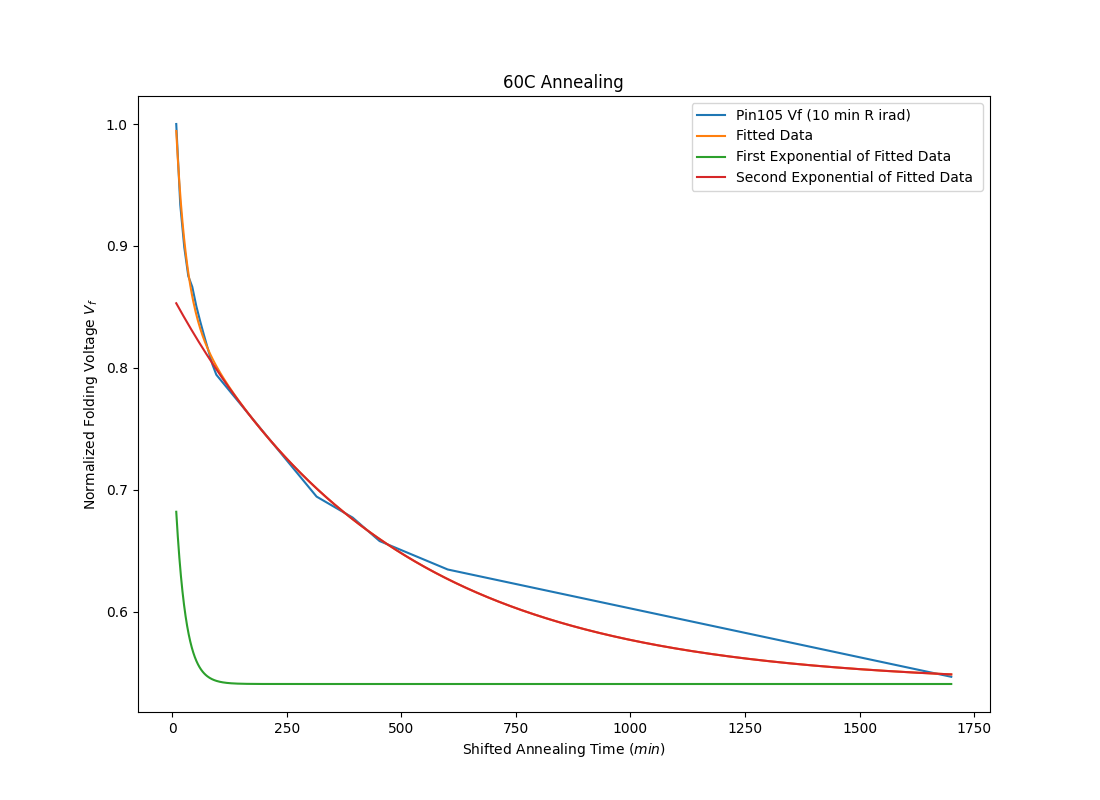 60C Annealing
Pin105 Vf (10 min R irad)
Fitted Data
First Exponential of Fitted Data
Second Exponential of Fitted Data
1.0
0.9
0.8
0.7
0.6
Normalized Folding Voltage V_f
0 250 500 750 1000 1250 1500 1750
Shifted Annealing Time (min)